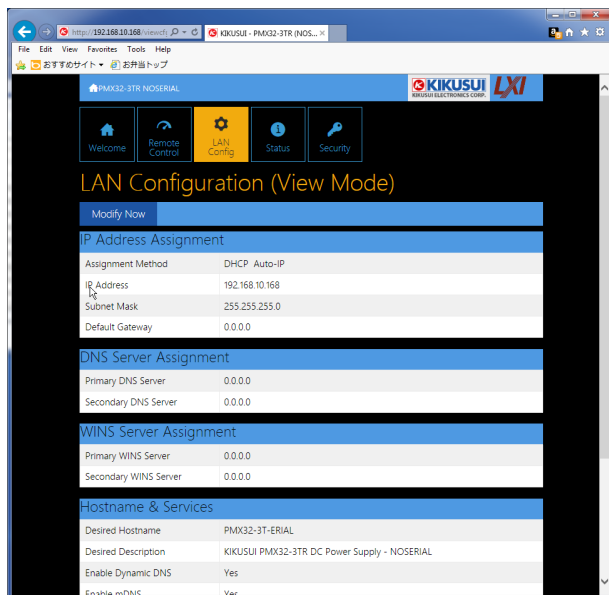 http://192.168.10.168/viewcfg
KIKUSUI - PMX32-3TR (NOS...
File Edit View Favorites Tools Help
おすすめサイト お弁当トップ
PMX32-3TR NOSERIAL
KIKUSUI
KIKUSUI ELECTRONICS CORP.
LXI
Welcome
Remote Control
LAN Config
Status
Security
LAN Configuration (View Mode)
Modify Now
IP Address Assignment
Assignment Method DHCP Auto-IP
IP Address 192.168.10.168
Subnet Mask 255.255.255.0
Default Gateway 0.0.0.0
DNS Server Assignment
Primary DNS Server 0.0.0.0
Secondary DNS Server 0.0.0.0
WINS Server Assignment
Primary WINS Server 0.0.0.0
Secondary WINS Server 0.0.0.0
Hostname & Services
Desired Hostname PMX32-3T-ERIAL
Desired Description KIKUSUI PMX32-3TR DC Power Supply - NOSERIAL
Enable Dynamic DNS Yes
Enable mDNS Yes